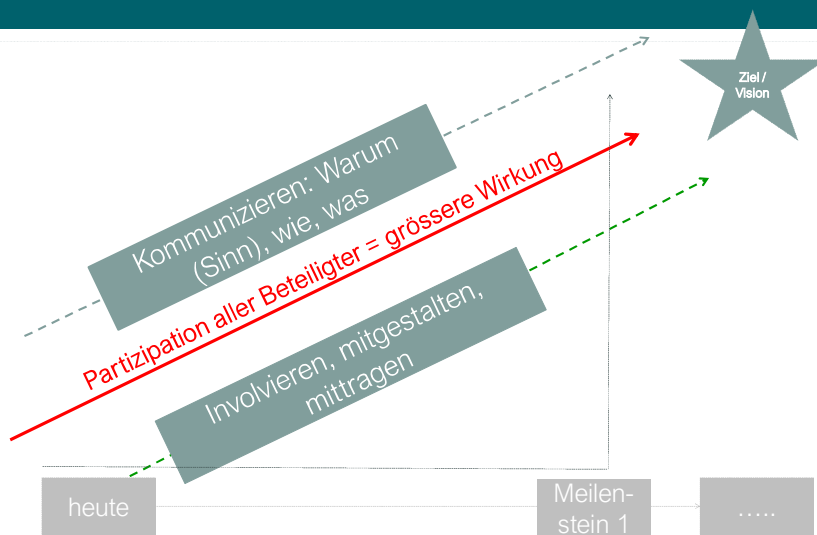 Ziel /
Vision
Kommunizieren: Warum
(Sinn), wie, was
Partizipation aller Beteiligter = grössere Wirkung
Involvieren, mitgestalten,
mittragen
heute
Meilen-
stein 1
.....